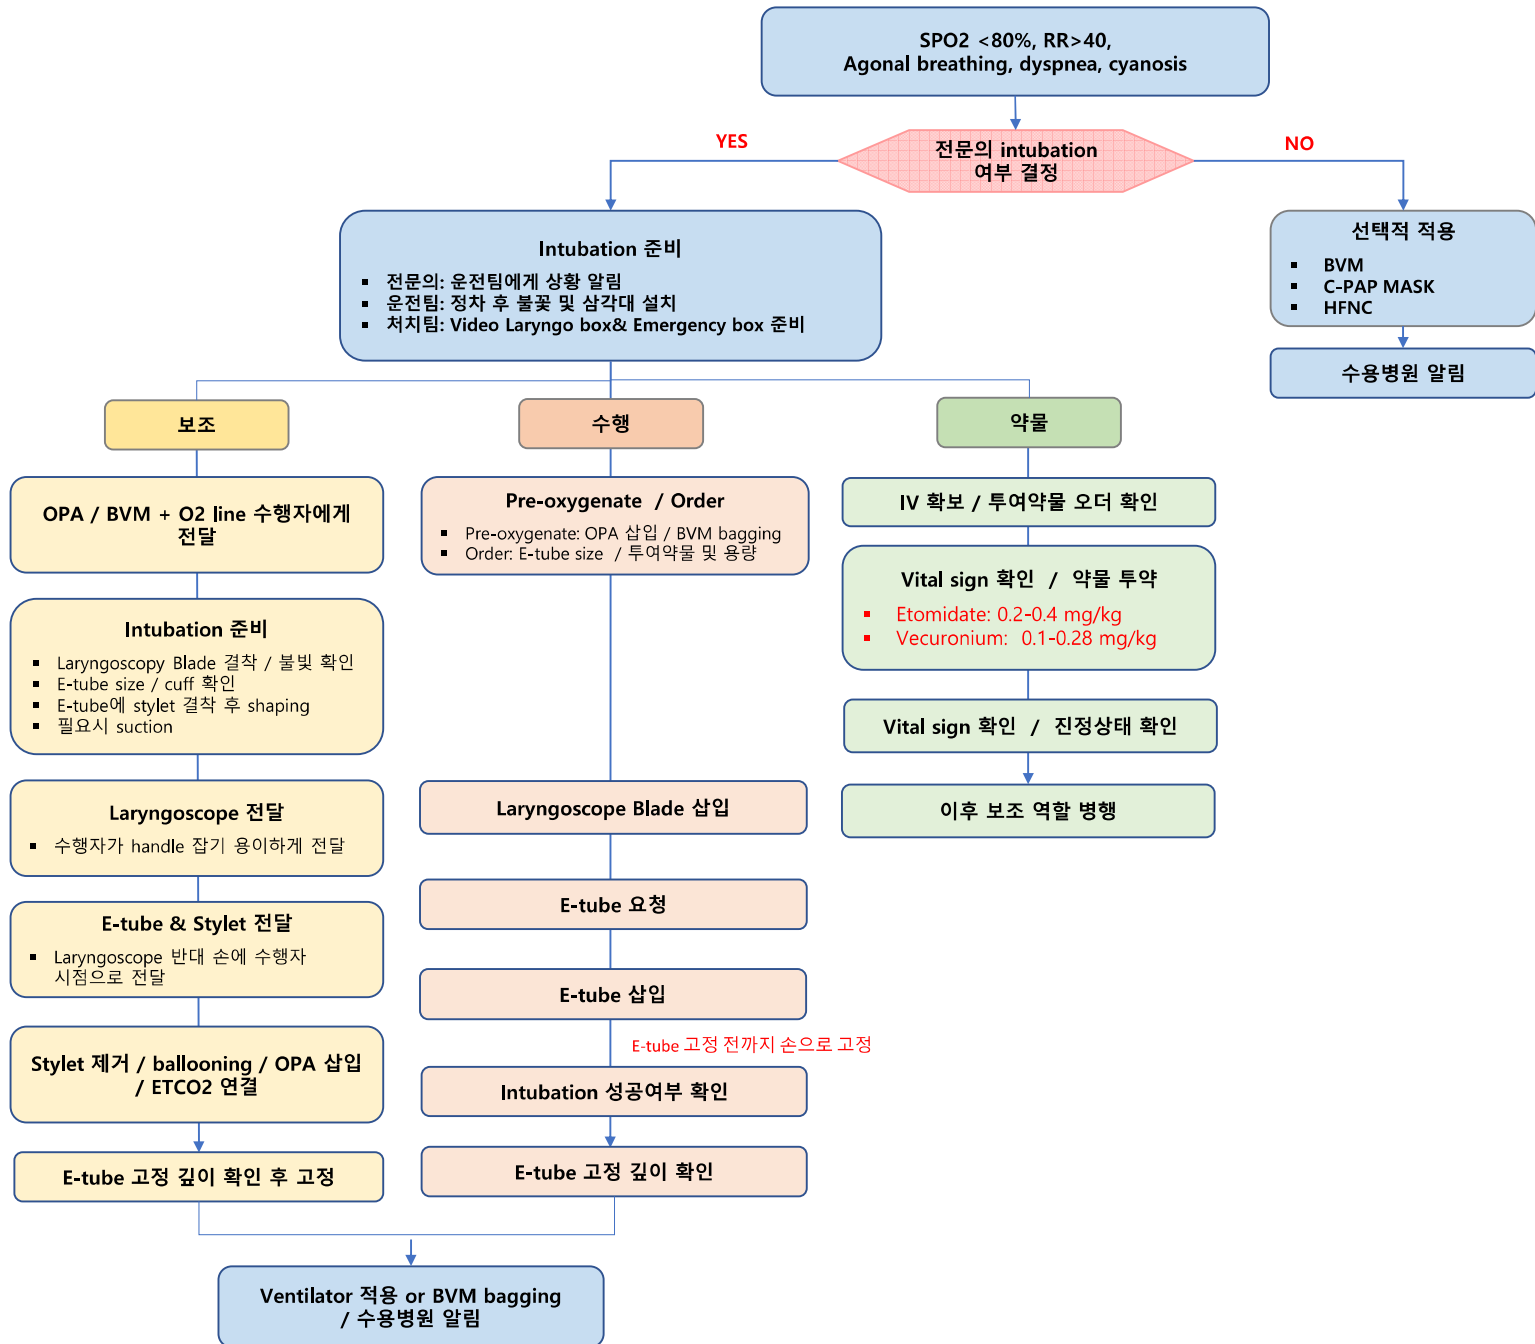 SPO2 <80%, RR>40,
Agonal breathing, dyspnea, cyanosis
YES
전문의 intubation
여부 결정
NO
Intubation 준비
▪ 전문의: 운전팀에게 상황 알림
▪ 운전팀: 정차 후 불꽃 및 삼각대 설치
▪ 처치팀: Video Laryngo box& Emergency box 준비
선택적 적용
▪ BVM
▪ C-PAP MASK
▪ HFNC
수용병원 알림
보조
OPA / BVM + O2 line 수행자에게
전달
Intubation 준비
▪ Laryngoscopy Blade 결착 / 불빛 확인
▪ E-tube size / cuff 확인
▪ E-tube에 stylet 결착 후 shaping
▪ 필요시 suction
Laryngoscope 전달
▪ 수행자가 handle 잡기 용이하게 전달
E-tube & Stylet 전달
▪ Laryngoscope 반대 손에 수행자
시점으로 전달
Stylet 제거 / ballooning / OPA 삽입
/ ETCO2 연결
E-tube 고정 깊이 확인 후 고정
수행
Pre-oxygenate / Order
▪ Pre-oxygenate: OPA 삽입 / BVM bagging
▪ Order: E-tube size / 투여약물 및 용량
Laryngoscope Blade 삽입
E-tube 요청
E-tube 삽입
E-tube 고정 전까지 손으로 고정
Intubation 성공여부 확인
E-tube 고정 깊이 확인
약물
IV 확보 / 투여약물 오더 확인
Vital sign 확인 / 약물 투약
▪ Etomidate: 0.2-0.4 mg/kg
▪ Vecuronium: 0.1-0.28 mg/kg
Vital sign 확인 / 진정상태 확인
이후 보조 역할 병행
Ventilator 적용 or BVM bagging
/ 수용병원 알림